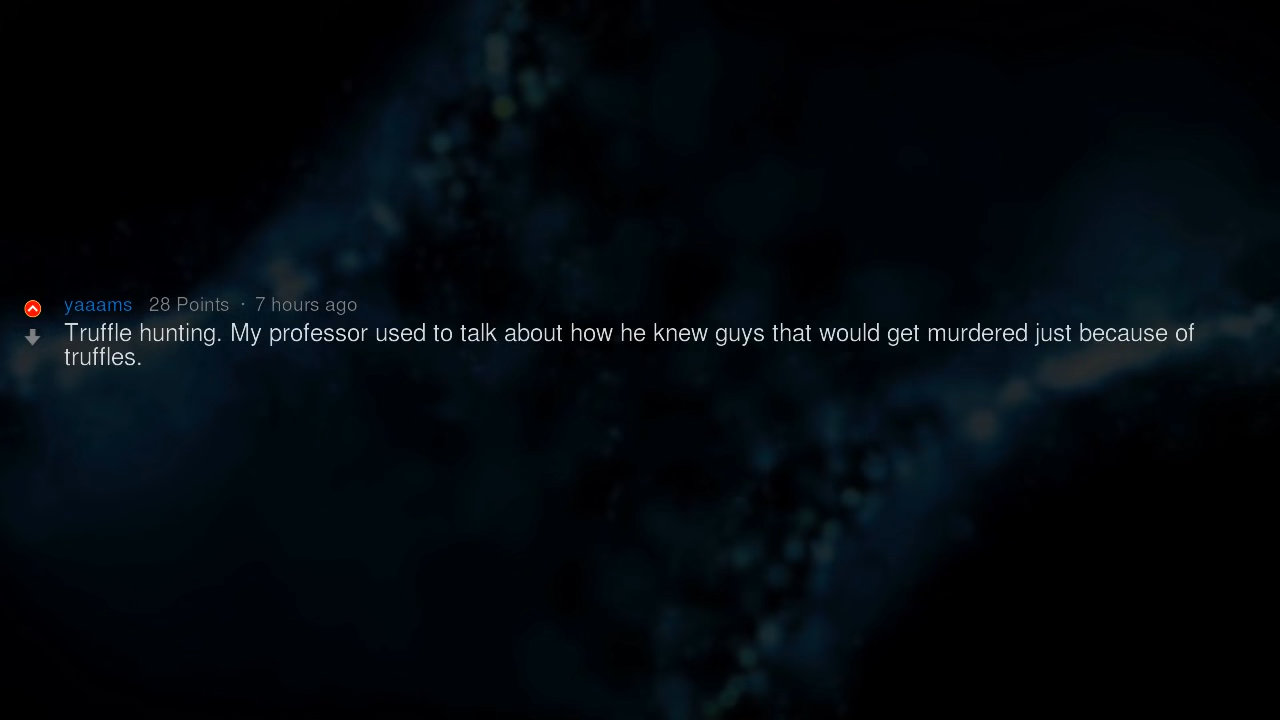 yaaams 28 Points · 7 hours ago
Truffle hunting. My professor used to talk about how he knew guys that would get murdered just because of
truffles.